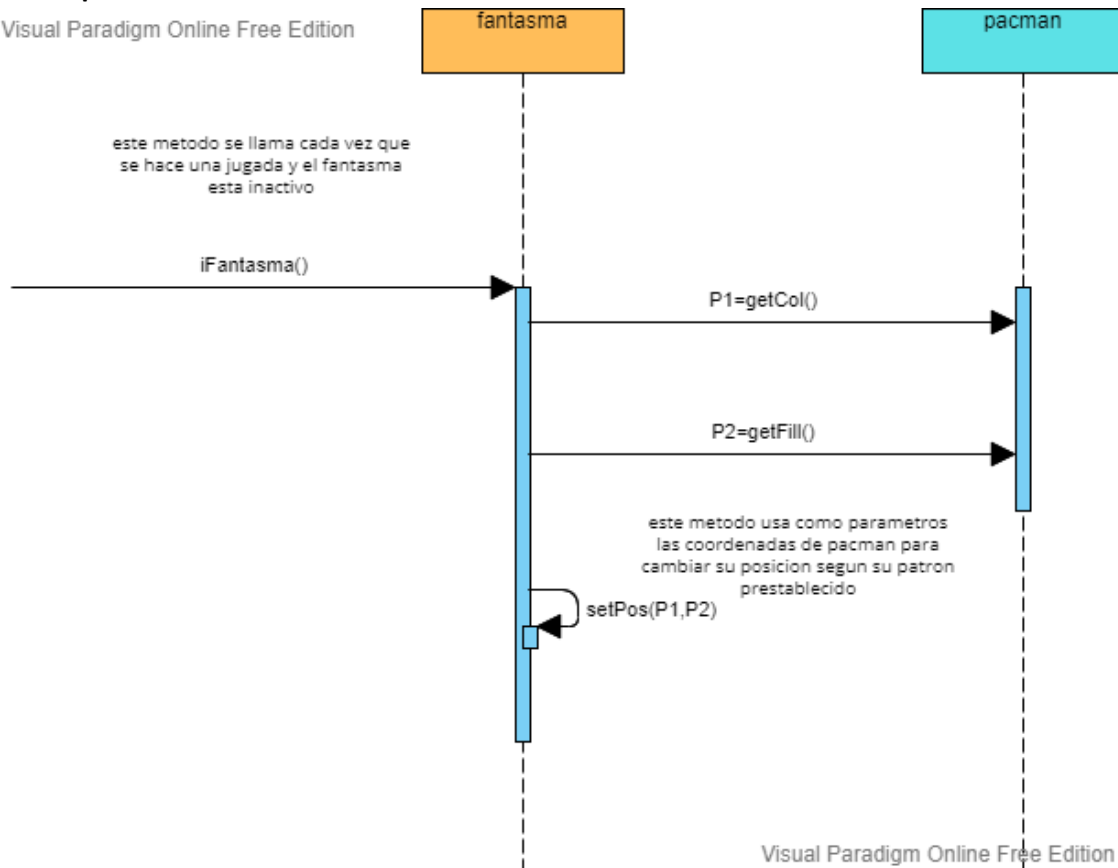 Visual Paradigm Online Free Edition
fantasma
pacman
este metodo se llama cada vez que
se hace una jugada y el fantasma
esta inactivo
iFantasma()
P1=getCol()
P2=getFill()
este metodo usa como parametros
las coordenadas de pacman para
cambiar su posicion segun su patron
prestablecido
setPos(P1,P2)
Visual Paradigm Online Free Edition